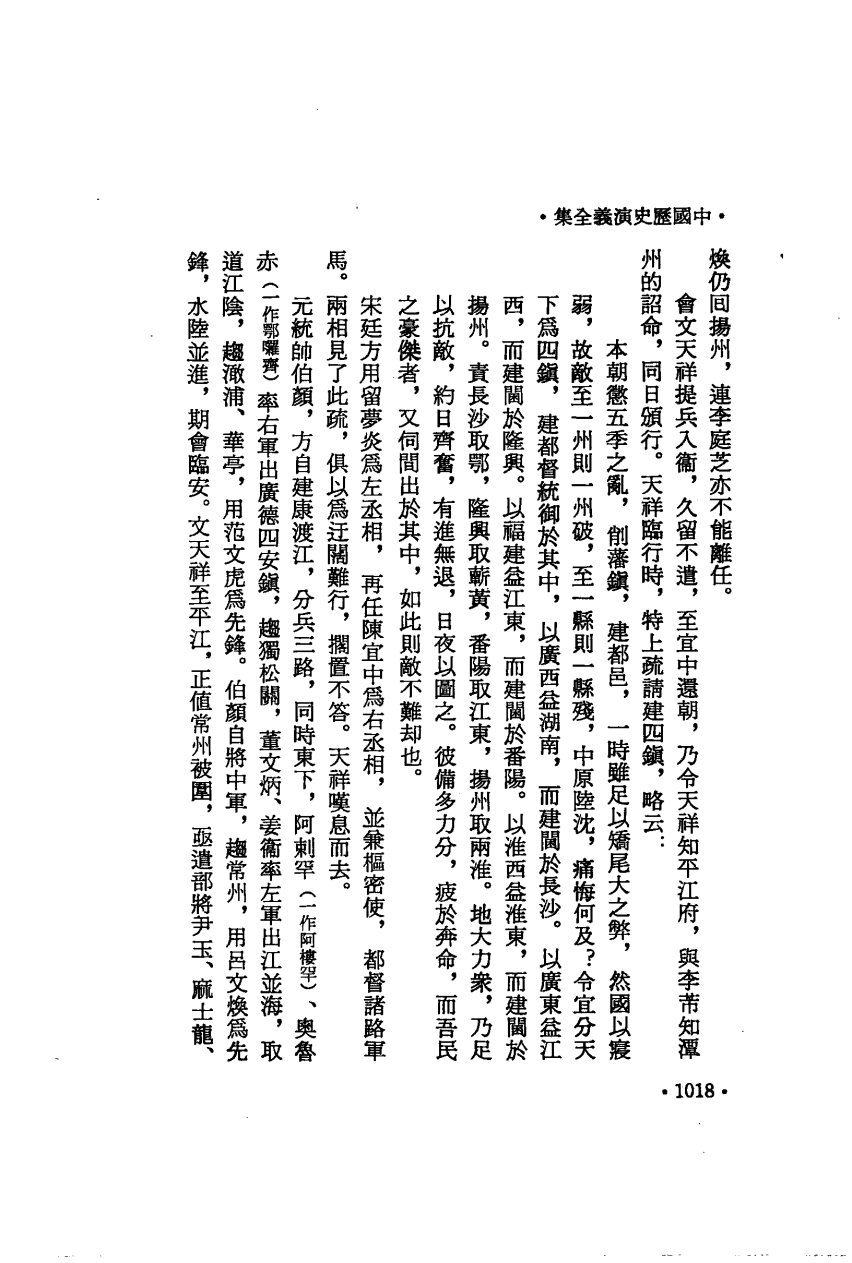 •中國歷史演義全集•
煥仍回揚州，連李庭芝亦不能離任。
會文天祥提兵入衞，久留不遣，至宜中還朝，乃令天祥知平江府，與李芾知潭
州的詔命，同日頒行。天祥臨行時，特上疏請建四鎭，略云：
本朝懲五季之亂，削藩鎭，建都邑，一時雖足以矯尾大之弊，然國以寢
弱，故敵至一州則一州破，至一縣則一縣殘，中原陸沈，痛悔何及？令宜分天
下爲四鎭，建都督統御於其中，以廣西益湖南，而建閫於長沙。以廣東益江
西，而建閫於隆興。以福建益江東，而建閫於番陽。以淮西益淮東，而建閫於
揚州。責長沙取鄂，隆興取蘄黃，番陽取江東，揚州取兩淮。地大力衆，乃足
以抗敵，約日齊奮，有進無退，日夜以圖之。彼備多力分，疲於奔命，而吾民
之豪傑者，又伺間出於其中，如此則敵不難却也。
宋廷方用留夢炎爲左丞相，再任陳宜中爲右丞相，並兼樞密使，都督諸路軍
馬。兩相見了此疏，俱以爲迂闊難行，擱置不答。天祥嘆息而去。
元統帥伯顏，方自建康渡江，分兵三路，同時東下，阿剌罕（一作阿樓罕）、奧魯
赤（一作鄂囉齊）率右軍出廣德四安鎭，趨獨松關，董文炳、姜衞率左軍出江並海，取
道江陰，趨澉浦、華亭，用范文虎爲先鋒。伯顏自將中軍，趨常州，用呂文煥爲先
鋒，水陸並進，期會臨安。文天祥至平江，正值常州被圍，亟遣部將尹玉、麻士龍、
•1018•